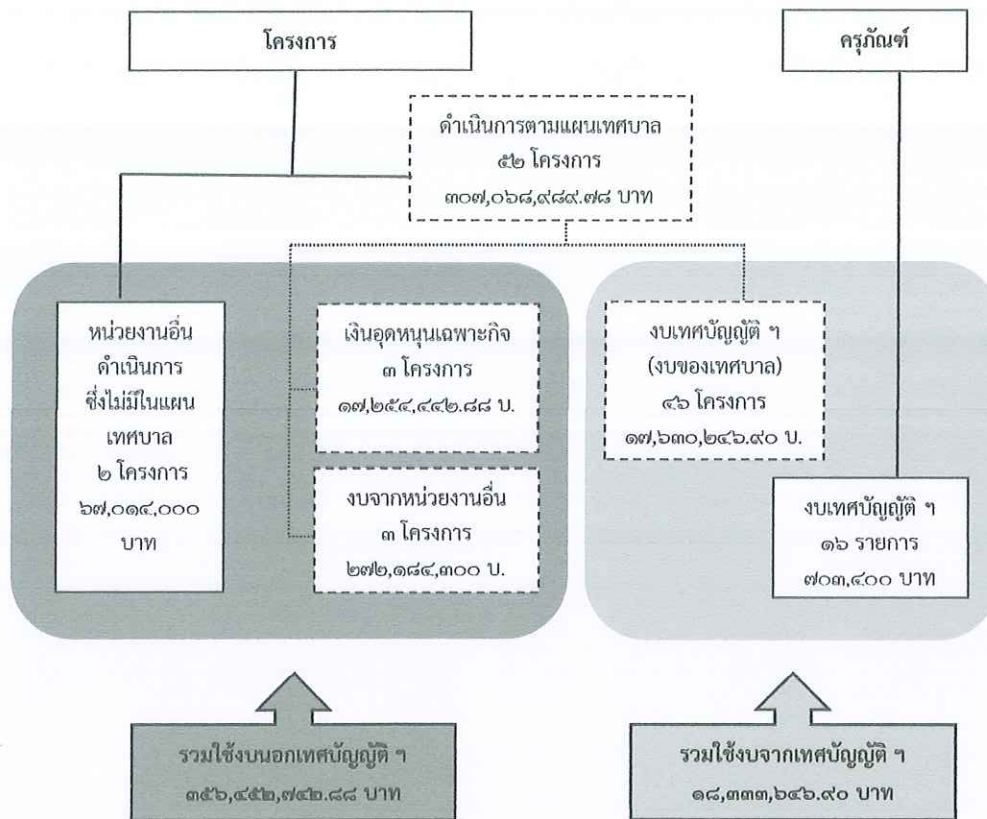 โครงการ
ครุภัณฑ์
ดำเนินการตามแผนเทศบาล
๕๒ โครงการ
๓๐๗,๐๖๘,๙๘๙.๗๘ บาท
หน่วยงานอื่น
ดำเนินการ
ซึ่งไม่มีในแผน
เทศบาล
๒ โครงการ
๖๗,๐๑๔,๐๐๐
บาท
เงินอุดหนุนเฉพาะกิจ
๓ โครงการ
๑๗,๒๕๔,๔๔๒.๘๘ บ.
งบจากหน่วยงานอื่น
๓ โครงการ
๒๗๒,๑๘๔,๓๐๐ บ.
งบเทศบัญญัติ ฯ
(งบของเทศบาล)
๔๖ โครงการ
๑๗,๖๓๐,๒๔๖.๙๐ บ.
งบเทศบัญญัติ ฯ
๑๖ รายการ
๗๐๓,๔๐๐ บาท
รวมใช้งบนอกเทศบัญญัติ ฯ
๓๕๖,๔๕๒,๗๔๒.๘๘ บาท
รวมใช้งบจากเทศบัญญัติ ฯ
๑๘,๓๓๓,๖๔๖.๙๐ บาท